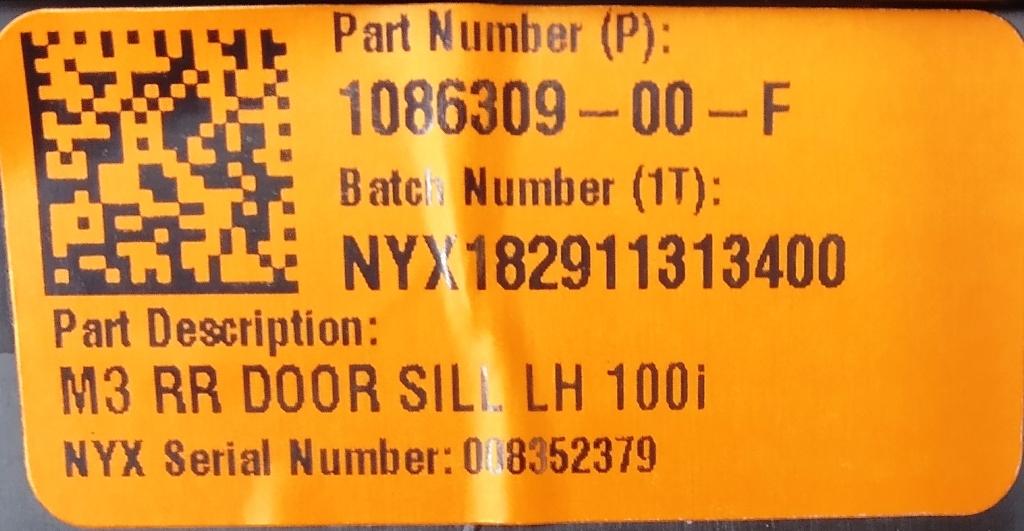 Part Number (P):
1086309-00-F
Batch Number (1T):
NYX182911313400
Part Description:
M3 RR DOOR SILL LH 100i
NYX Serial Number: 008352379